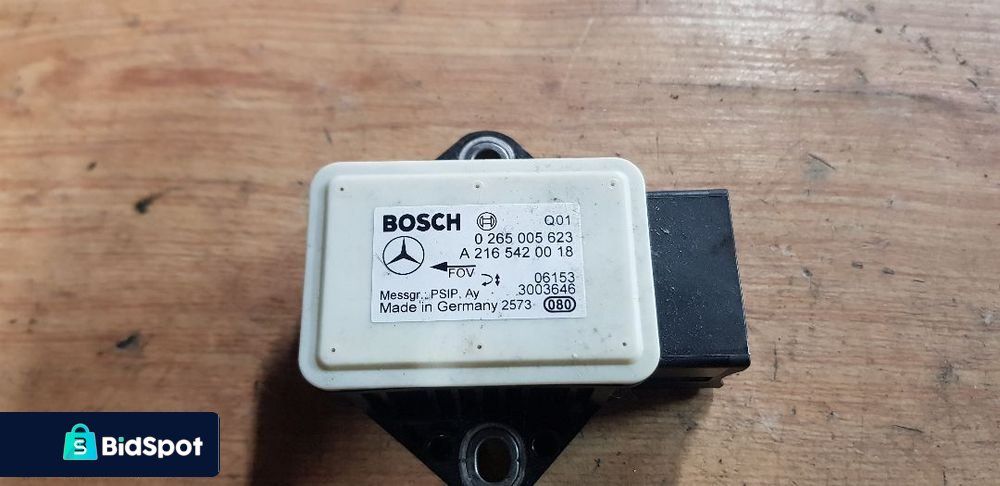 BOSCH
Q01
0 265 005 623
A 216 542 00 18
FOV
06153
3003646
Messgr.: PSIP, Ay
Made in Germany 2573 080
BidSpot